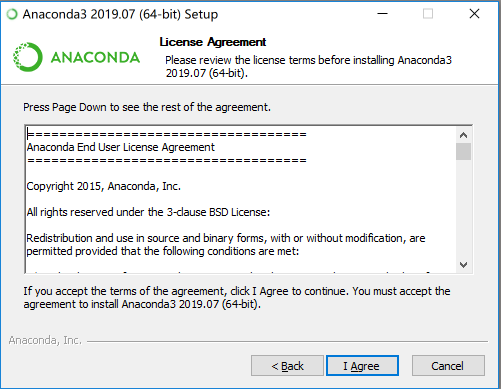 Anaconda3 2019.07 (64-bit) Setup
License Agreement
Please review the license terms before installing Anaconda3
2019.07 (64-bit).
ANACONDA
Press Page Down to see the rest of the agreement.
===================================
Anaconda End User License Agreement
===================================
Copyright 2015, Anaconda, Inc.
All rights reserved under the 3-clause BSD License:
Redistribution and use in source and binary forms, with or without modification, are
permitted provided that the following conditions are met:
If you accept the terms of the agreement, click I Agree to continue. You must accept the
agreement to install Anaconda3 2019.07 (64-bit).
Anaconda, Inc.
< Back
I Agree
Cancel